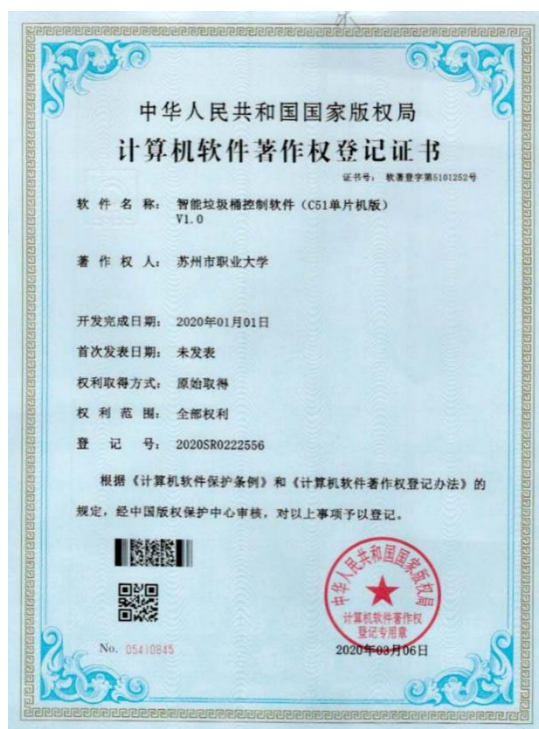 中华人民共和国国家版权局
计算机软件著作权登记证书
证书号： 软著登字第5101252号
软 件 名 称： 智能垃圾桶控制软件（C51单片机版）
V1.0
著 作 权 人： 苏州市职业大学
开发完成日期： 2020年01月01日
首次发表日期： 未发表
权利取得方式： 原始取得
权 利 范 围： 全部权利
登 记 号： 2020SR0222556
根据《计算机软件保护条例》和《计算机软件著作权登记办法》的
规定，经中国版权保护中心审核，对以上事项予以登记。
中华人民共和国国家版权局
计算机软件著作权
登记专用章
No. 05410845
2020年03月06日